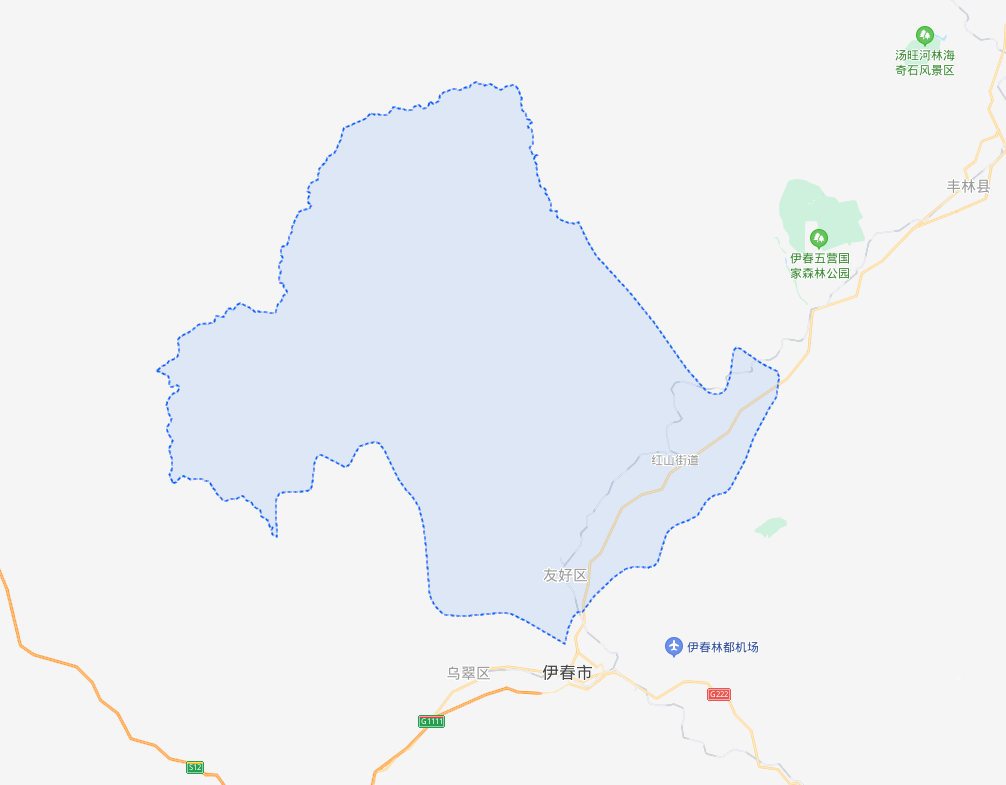 汤旺河林海
奇石风景区
丰林县
伊春五营国
家森林公园
红山街道
友好区
伊春林都机场
乌翠区
伊春市
G222
G1111
S12